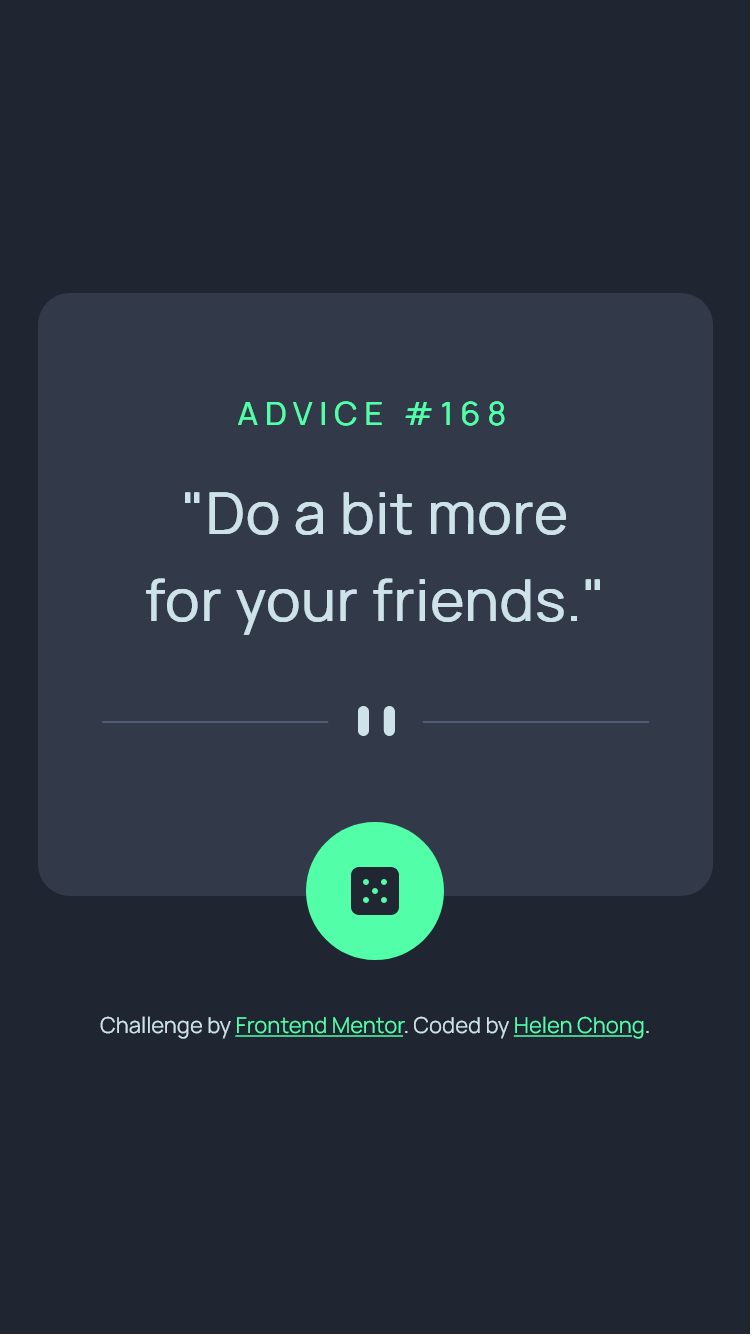 ADVICE #168
"Do a bit more
for your friends."
Challenge by Frontend Mentor. Coded by Helen Chong.